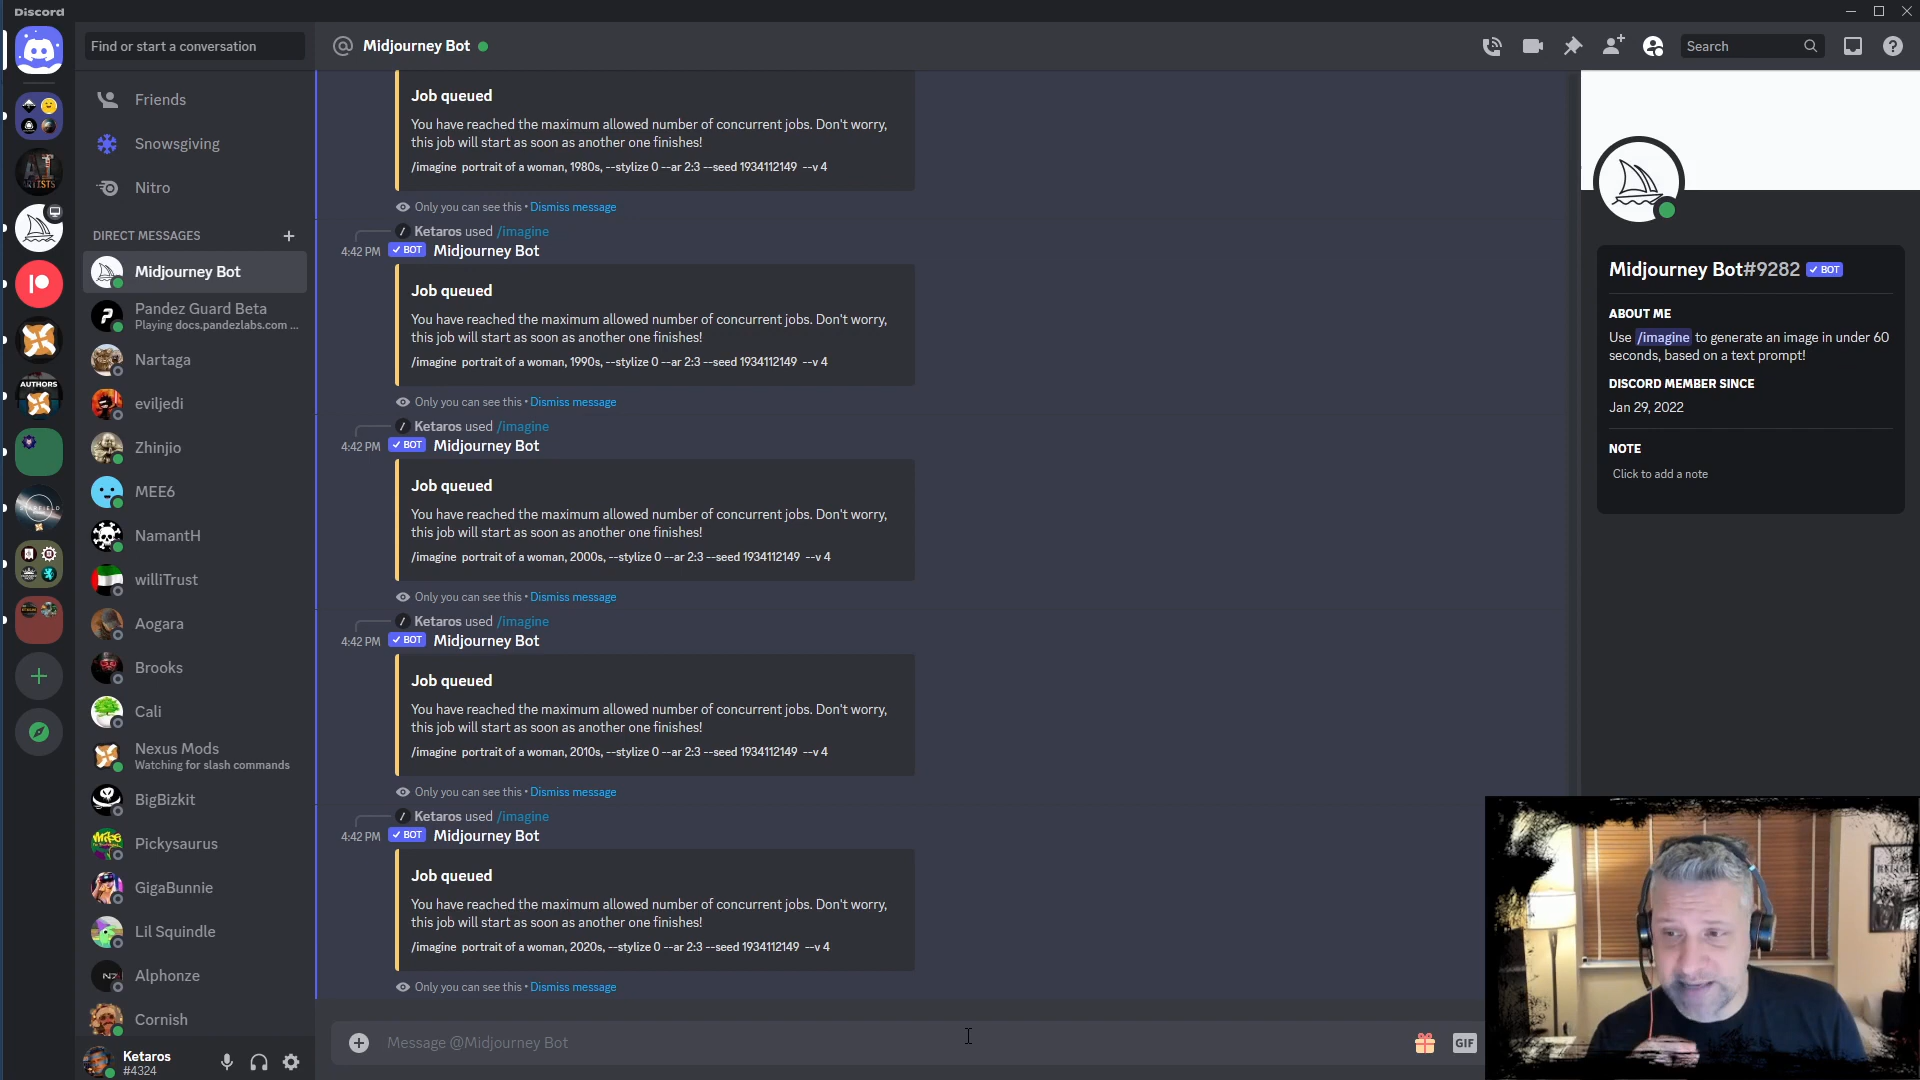 Discord
Find or start a conversation
Friends
Snowsgiving
Nitro
DIRECT MESSAGES
Midjourney Bot
Pandez Guard Beta
Playing docs.pandezlabs.com ...
Nartaga
eviljedi
Zhinjio
MEE6
NamantH
williTrust
Aogara
Brooks
Cali
Nexus Mods
Watching for slash commands
BigBizkit
Pickysaurus
GigaBunnie
Lil Squindle
Alphonze
Cornish
Ketaros
#4324
AI
ARTISTS
AUTHORS
Midjourney Bot
Search
Job queued
You have reached the maximum allowed number of concurrent jobs. Don't worry,
this job will start as soon as another one finishes!
/imagine portrait of a woman, 1980s, --stylize 0 --ar 2:3 --seed 1934112149 --v 4
Only you can see this • Dismiss message
Ketaros used /imagine
4:42 PM BOT Midjourney Bot
Job queued
You have reached the maximum allowed number of concurrent jobs. Don't worry,
this job will start as soon as another one finishes!
/imagine portrait of a woman, 1990s, --stylize 0 --ar 2:3 --seed 1934112149 --v 4
Only you can see this • Dismiss message
Ketaros used /imagine
4:42 PM BOT Midjourney Bot
Job queued
You have reached the maximum allowed number of concurrent jobs. Don't worry,
this job will start as soon as another one finishes!
/imagine portrait of a woman, 2000s, --stylize 0 --ar 2:3 --seed 1934112149 --v 4
Only you can see this • Dismiss message
Ketaros used /imagine
4:42 PM BOT Midjourney Bot
Job queued
You have reached the maximum allowed number of concurrent jobs. Don't worry,
this job will start as soon as another one finishes!
/imagine portrait of a woman, 2010s, --stylize 0 --ar 2:3 --seed 1934112149 --v 4
Only you can see this • Dismiss message
Ketaros used /imagine
4:42 PM BOT Midjourney Bot
Job queued
You have reached the maximum allowed number of concurrent jobs. Don't worry,
this job will start as soon as another one finishes!
/imagine portrait of a woman, 2020s, --stylize 0 --ar 2:3 --seed 1934112149 --v 4
Only you can see this • Dismiss message
Message @Midjourney Bot
GIF
Midjourney Bot#9282 BOT
ABOUT ME
Use /imagine to generate an image in under 60
seconds, based on a text prompt!
DISCORD MEMBER SINCE
Jan 29, 2022
NOTE
Click to add a note